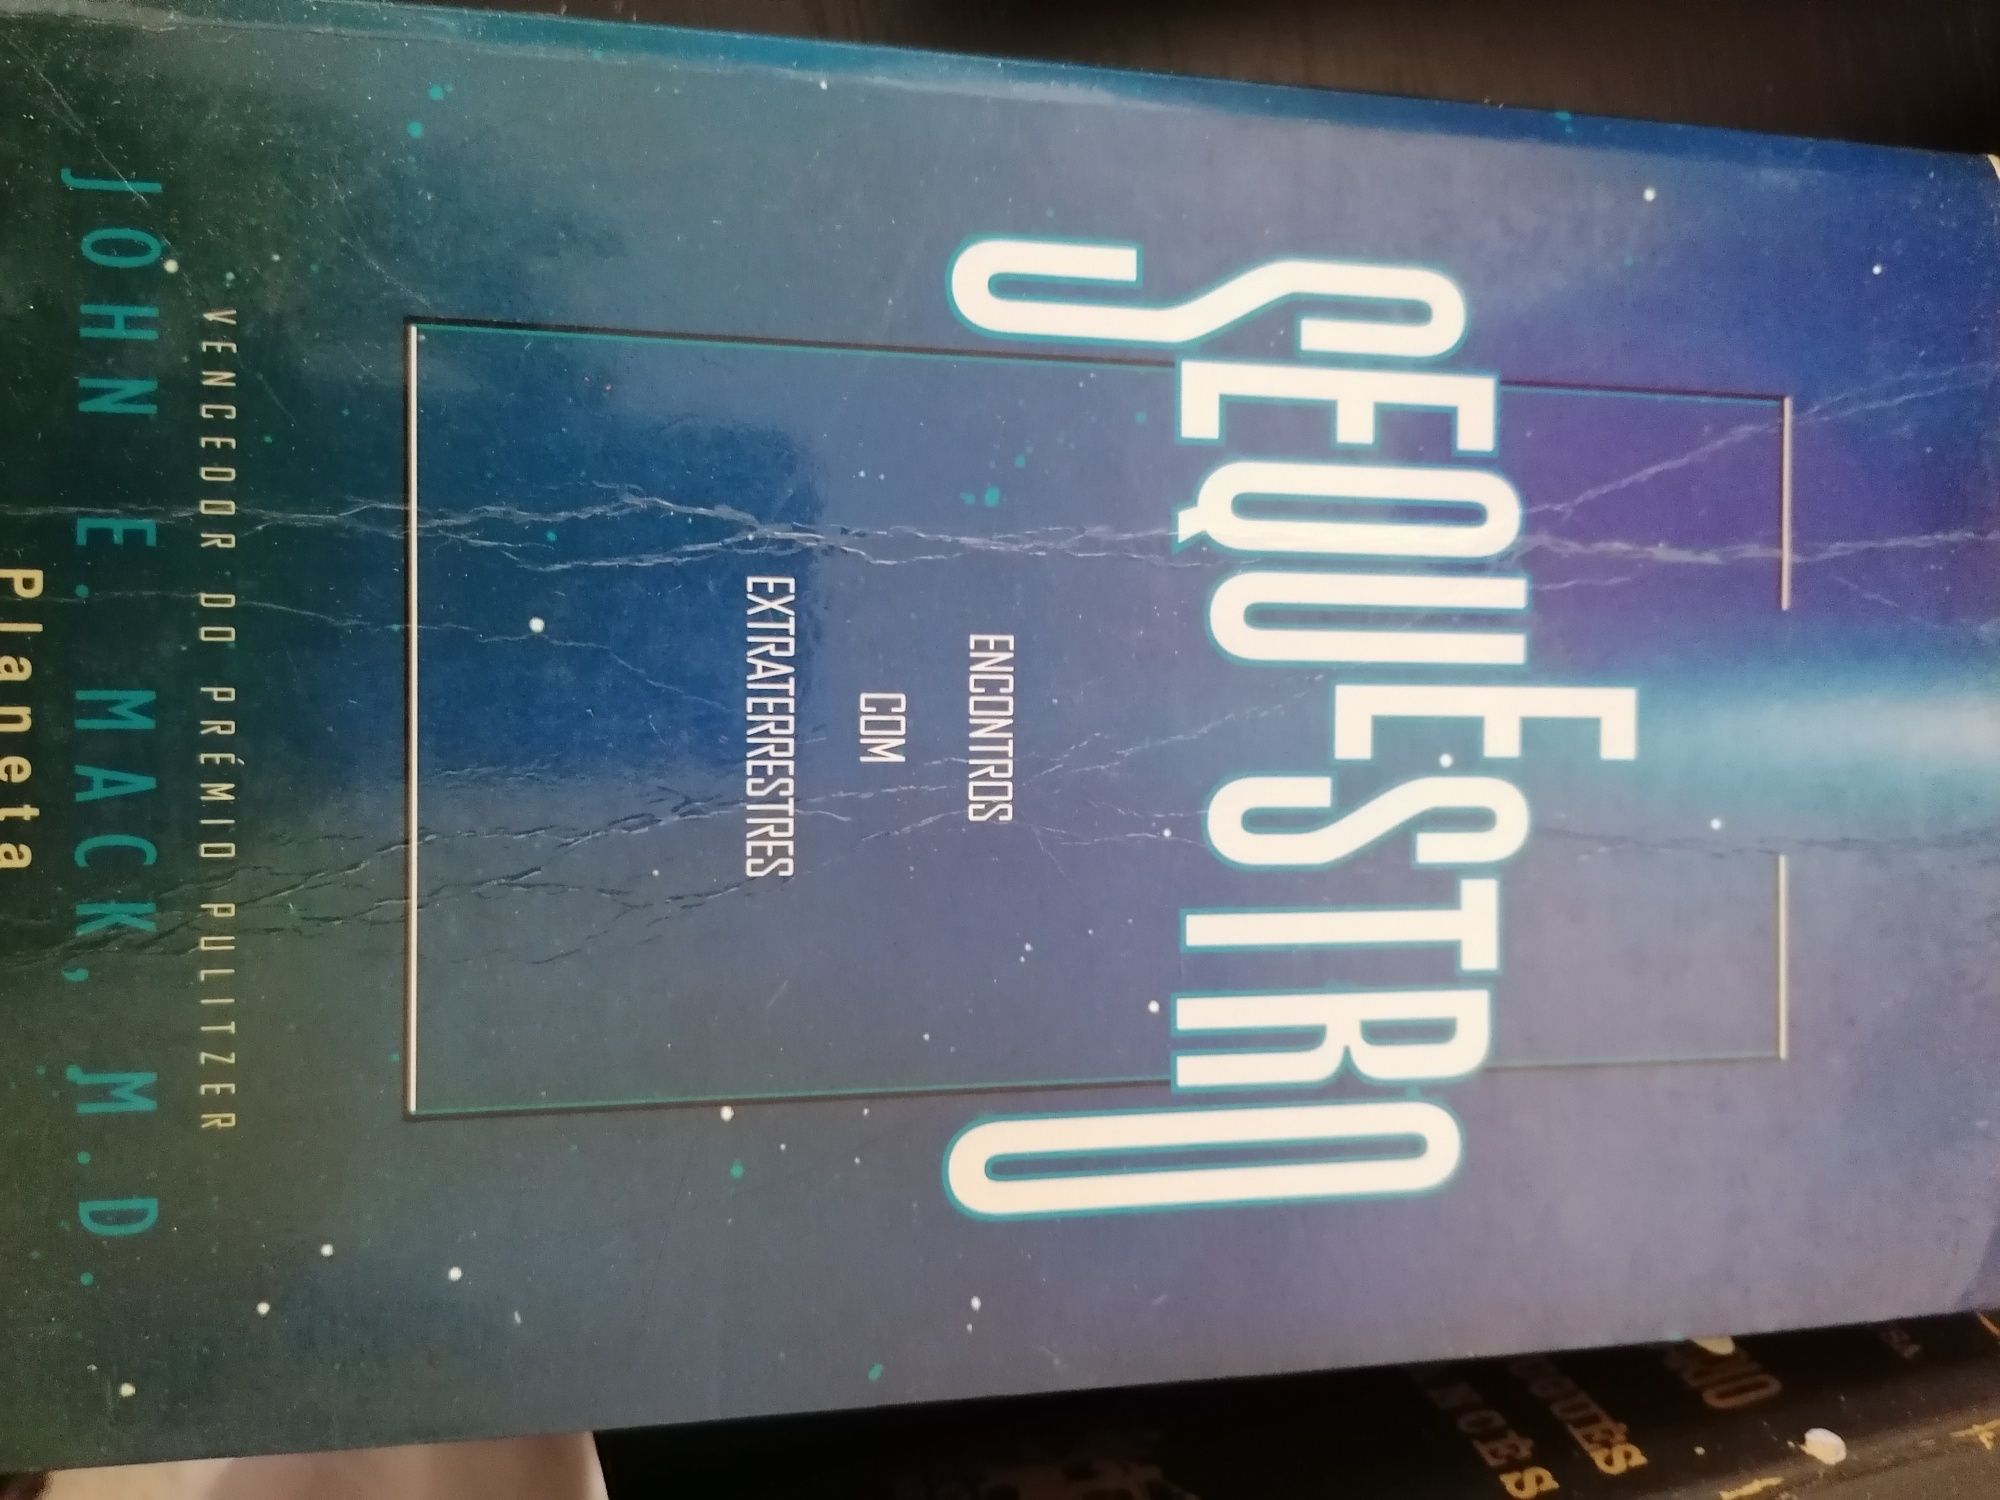 SEQUESTRO
ENCONTROS
COM
EXTRATERRESTRES
VENCEDOR DO PRÉMIO PULITZER
JOHN E. MACK, M.D.
Planeta